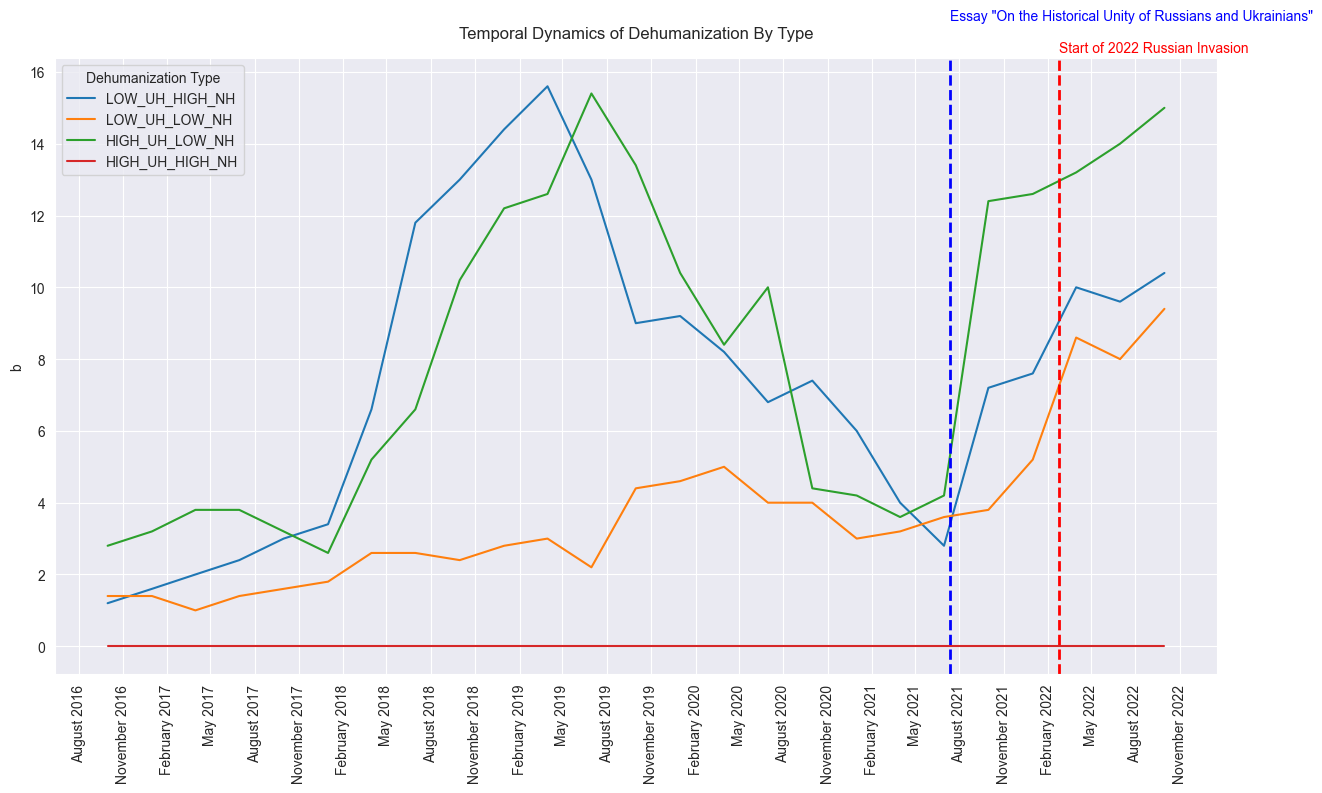 Essay "On the Historical Unity of Russians and Ukrainians"
Temporal Dynamics of Dehumanization By Type
Start of 2022 Russian Invasion
Dehumanization Type
LOW_UH_HIGH_NH
LOW_UH_LOW_NH
HIGH_UH_LOW_NH
HIGH_UH_HIGH_NH
16
14
12
10
8
6
4
2
0
b
August 2016
November 2016
February 2017
May 2017
August 2017
November 2017
February 2018
May 2018
August 2018
November 2018
February 2019
May 2019
August 2019
November 2019
February 2020
May 2020
August 2020
November 2020
February 2021
May 2021
August 2021
November 2021
February 2022
May 2022
August 2022
November 2022